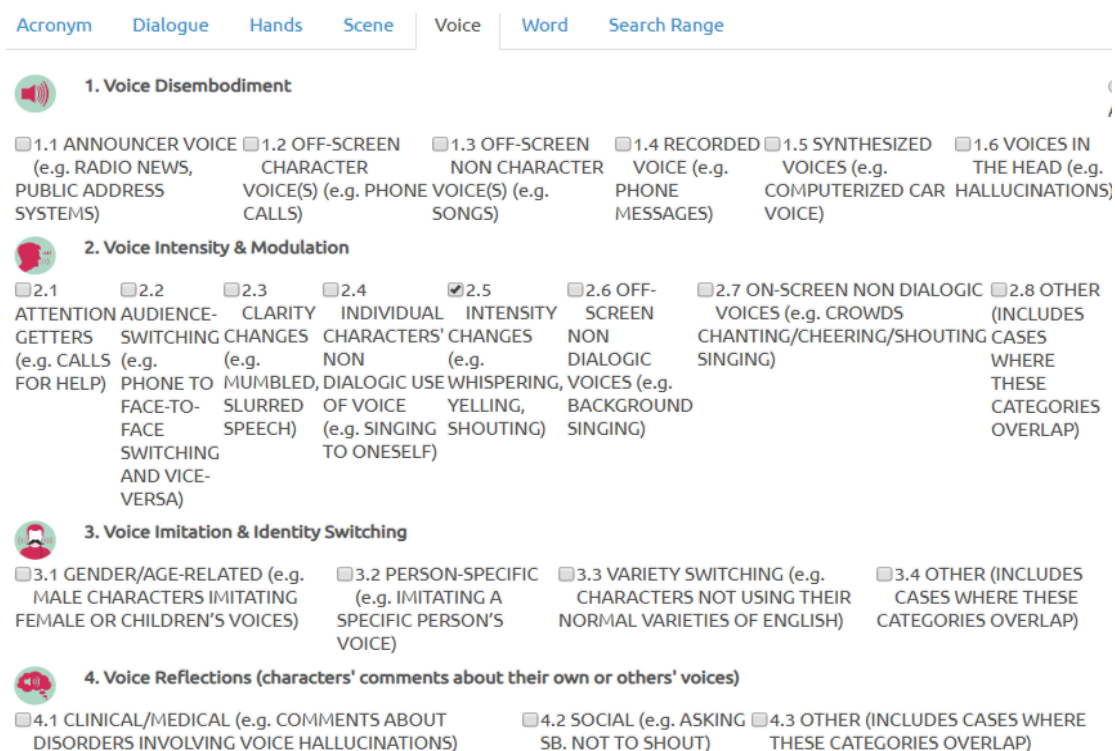 Acronym Dialogue Hands Scene Voice Word Search Range
1. Voice Disembodiment
1.1 ANNOUNCER VOICE (e.g. RADIO NEWS, PUBLIC ADDRESS SYSTEMS)
1.2 OFF-SCREEN CHARACTER VOICE(S) (e.g. PHONE CALLS)
1.3 OFF-SCREEN NON CHARACTER VOICE(S) (e.g. SONGS)
1.4 RECORDED VOICE (e.g. PHONE MESSAGES)
1.5 SYNTHESIZED VOICES (e.g. COMPUTERIZED CAR VOICE)
1.6 VOICES IN THE HEAD (e.g. HALLUCINATIONS)
2. Voice Intensity & Modulation
2.1 ATTENTION GETTERS (e.g. CALLS FOR HELP)
2.2 AUDIENCE-SWITCHING (e.g. PHONE TO FACE-TO-FACE SWITCHING AND VICE-VERSA)
2.3 CLARITY CHANGES (e.g. MUMBLED, SLURRED SPEECH)
2.4 INDIVIDUAL CHARACTERS' NON DIALOGIC USE OF VOICE (e.g. SINGING TO ONESELF)
2.5 INTENSITY CHANGES (e.g. WHISPERING, YELLING, SHOUTING)
2.6 OFF-SCREEN NON DIALOGIC VOICES (e.g. BACKGROUND SINGING)
2.7 ON-SCREEN NON DIALOGIC VOICES (e.g. CROWDS CHANTING/CHEERING/SHOUTING SINGING)
2.8 OTHER (INCLUDES CASES WHERE THESE CATEGORIES OVERLAP)
3. Voice Imitation & Identity Switching
3.1 GENDER/AGE-RELATED (e.g. MALE CHARACTERS IMITATING FEMALE OR CHILDREN'S VOICES)
3.2 PERSON-SPECIFIC (e.g. IMITATING A SPECIFIC PERSON'S VOICE)
3.3 VARIETY SWITCHING (e.g. CHARACTERS NOT USING THEIR NORMAL VARIETIES OF ENGLISH)
3.4 OTHER (INCLUDES CASES WHERE THESE CATEGORIES OVERLAP)
4. Voice Reflections (characters' comments about their own or others' voices)
4.1 CLINICAL/MEDICAL (e.g. COMMENTS ABOUT DISORDERS INVOLVING VOICE HALLUCINATIONS)
4.2 SOCIAL (e.g. ASKING SB. NOT TO SHOUT)
4.3 OTHER (INCLUDES CASES WHERE THESE CATEGORIES OVERLAP)